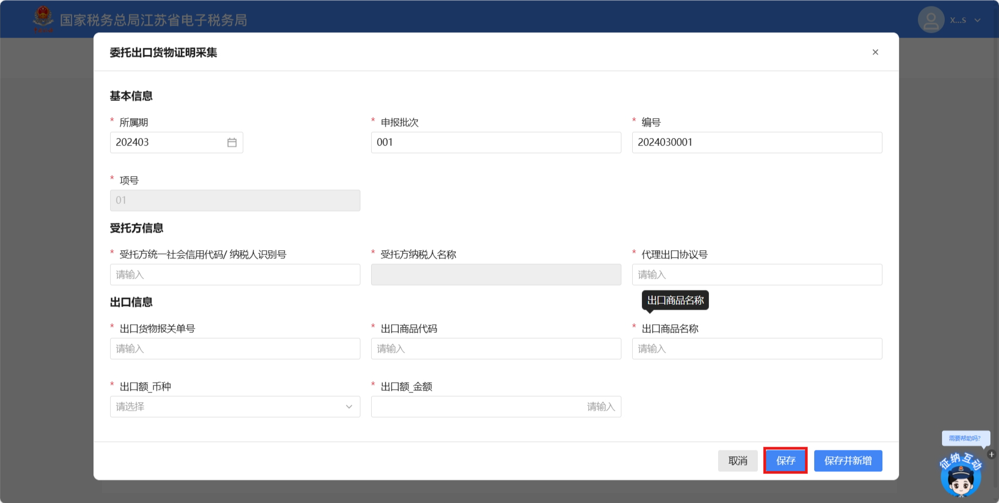 国家税务总局江苏省电子税务局
X...S
委托出口货物证明采集
基本信息
* 所属期
* 申报批次
* 编号
202403
001
2024030001
* 项号
01
受托方信息
* 受托方统一社会信用代码/ 纳税人识别号
* 受托方纳税人名称
* 代理出口协议号
请输入
请输入
出口商品名称
出口信息
* 出口货物报关单号
* 出口商品代码
* 出口商品名称
请输入
请输入
请输入
* 出口额_币种
* 出口额_金额
请选择
请输入
需要帮助吗?
取消
保存
保存并新增
征纳互动